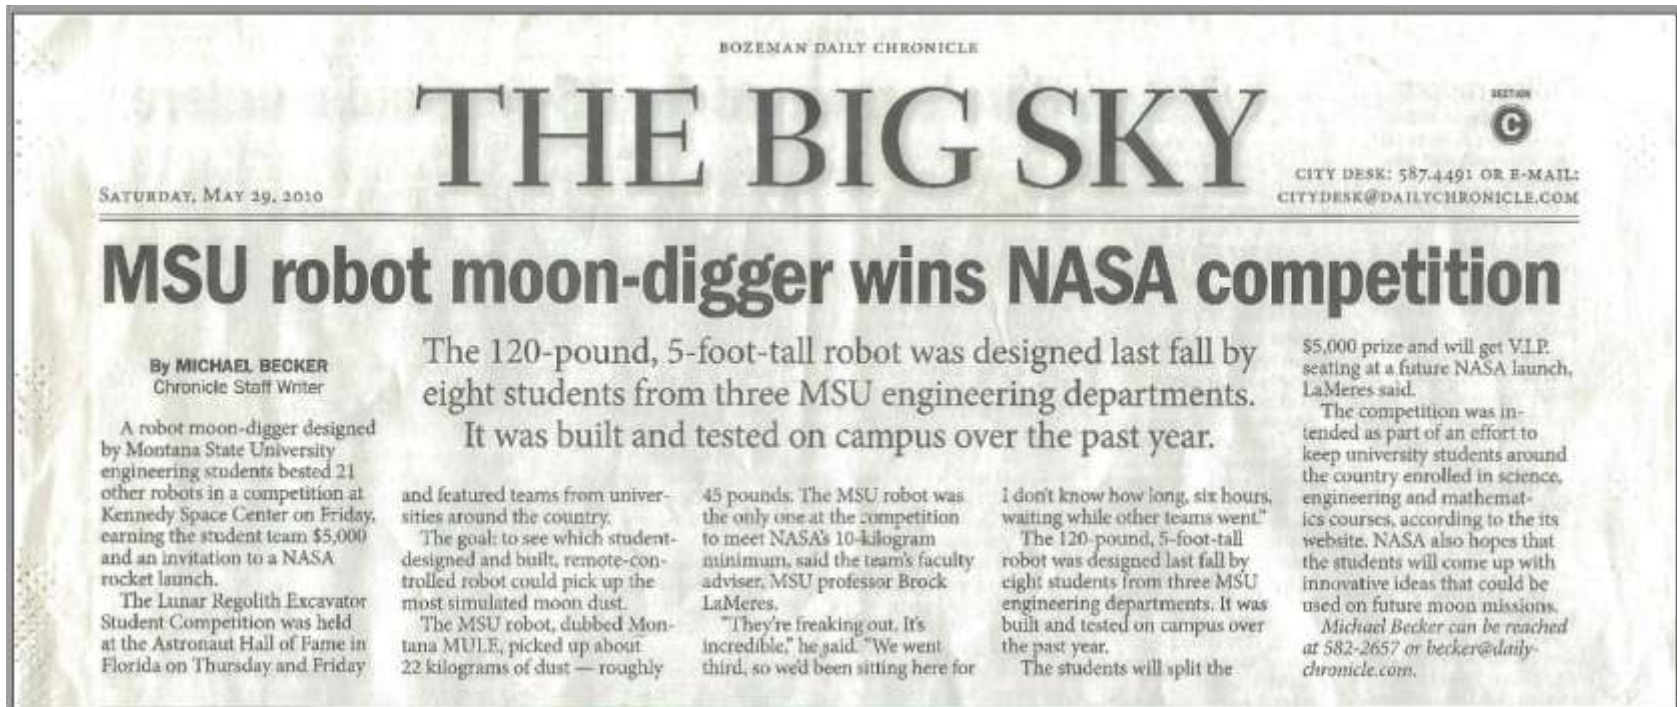 BOZEMAN DAILY CHRONICLE
THE BIG SKY
SECTION
C
SATURDAY, MAY 29, 2010
CITY DESK: 587.4491 OR E-MAIL:
CITYDESK@DAILYCHRONICLE.COM
MSU robot moon-digger wins NASA competition
By MICHAEL BECKER
Chronicle Staff Writer
The 120-pound, 5-foot-tall robot was designed last fall by
eight students from three MSU engineering departments.
It was built and tested on campus over the past year.
A robot moon-digger designed
by Montana State University
engineering students bested 21
other robots in a competition at
Kennedy Space Center on Friday,
earning the student team $5,000
and an invitation to a NASA
rocket launch.
The Lunar Regolith Excavator
Student Competition was held
at the Astronaut Hall of Fame in
Florida on Thursday and Friday
and featured teams from univer-
sities around the country.
The goal: to see which student-
designed and built, remote-con-
trolled robot could pick up the
most simulated moon dust.
The MSU robot, dubbed Mon-
tana MULE, picked up about
22 kilograms of dust — roughly
45 pounds. The MSU robot was
the only one at the competition
to meet NASA's 10-kilogram
minimum, said the team's faculty
adviser, MSU professor Brock
LaMeres.
"They're freaking out. It's
incredible," he said. "We went
third, so we'd been sitting here for
I don't know how long, six hours,
waiting while other teams went."
The 120-pound, 5-foot-tall
robot was designed last fall by
eight students from three MSU
engineering departments. It was
built and tested on campus over
the past year.
The students will split the
$5,000 prize and will get V.I.P.
seating at a future NASA launch,
LaMeres said.
The competition was in-
tended as part of an effort to
keep university students around
the country enrolled in science,
engineering and mathemat-
ics courses, according to the its
website. NASA also hopes that
the students will come up with
innovative ideas that could be
used on future moon missions.
Michael Becker can be reached
at 582-2657 or becker@daily-
chronicle.com.